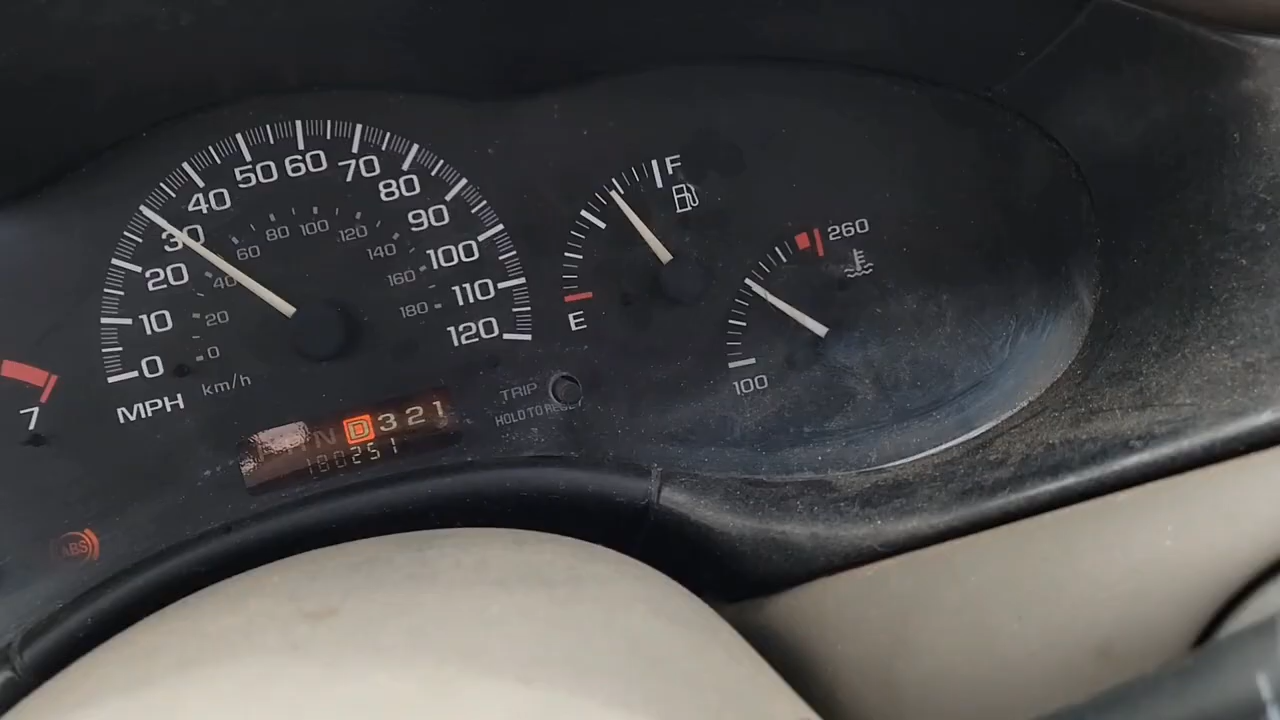 0 10 20 30 40 50 60 70 80 90 100 110 120
0 20 40 60 80 100 120 140 160 180
MPH
km/h
F
E
260
100
7
TRIP
HOLD TO RESET
N D 3 2 1
180251
ABS